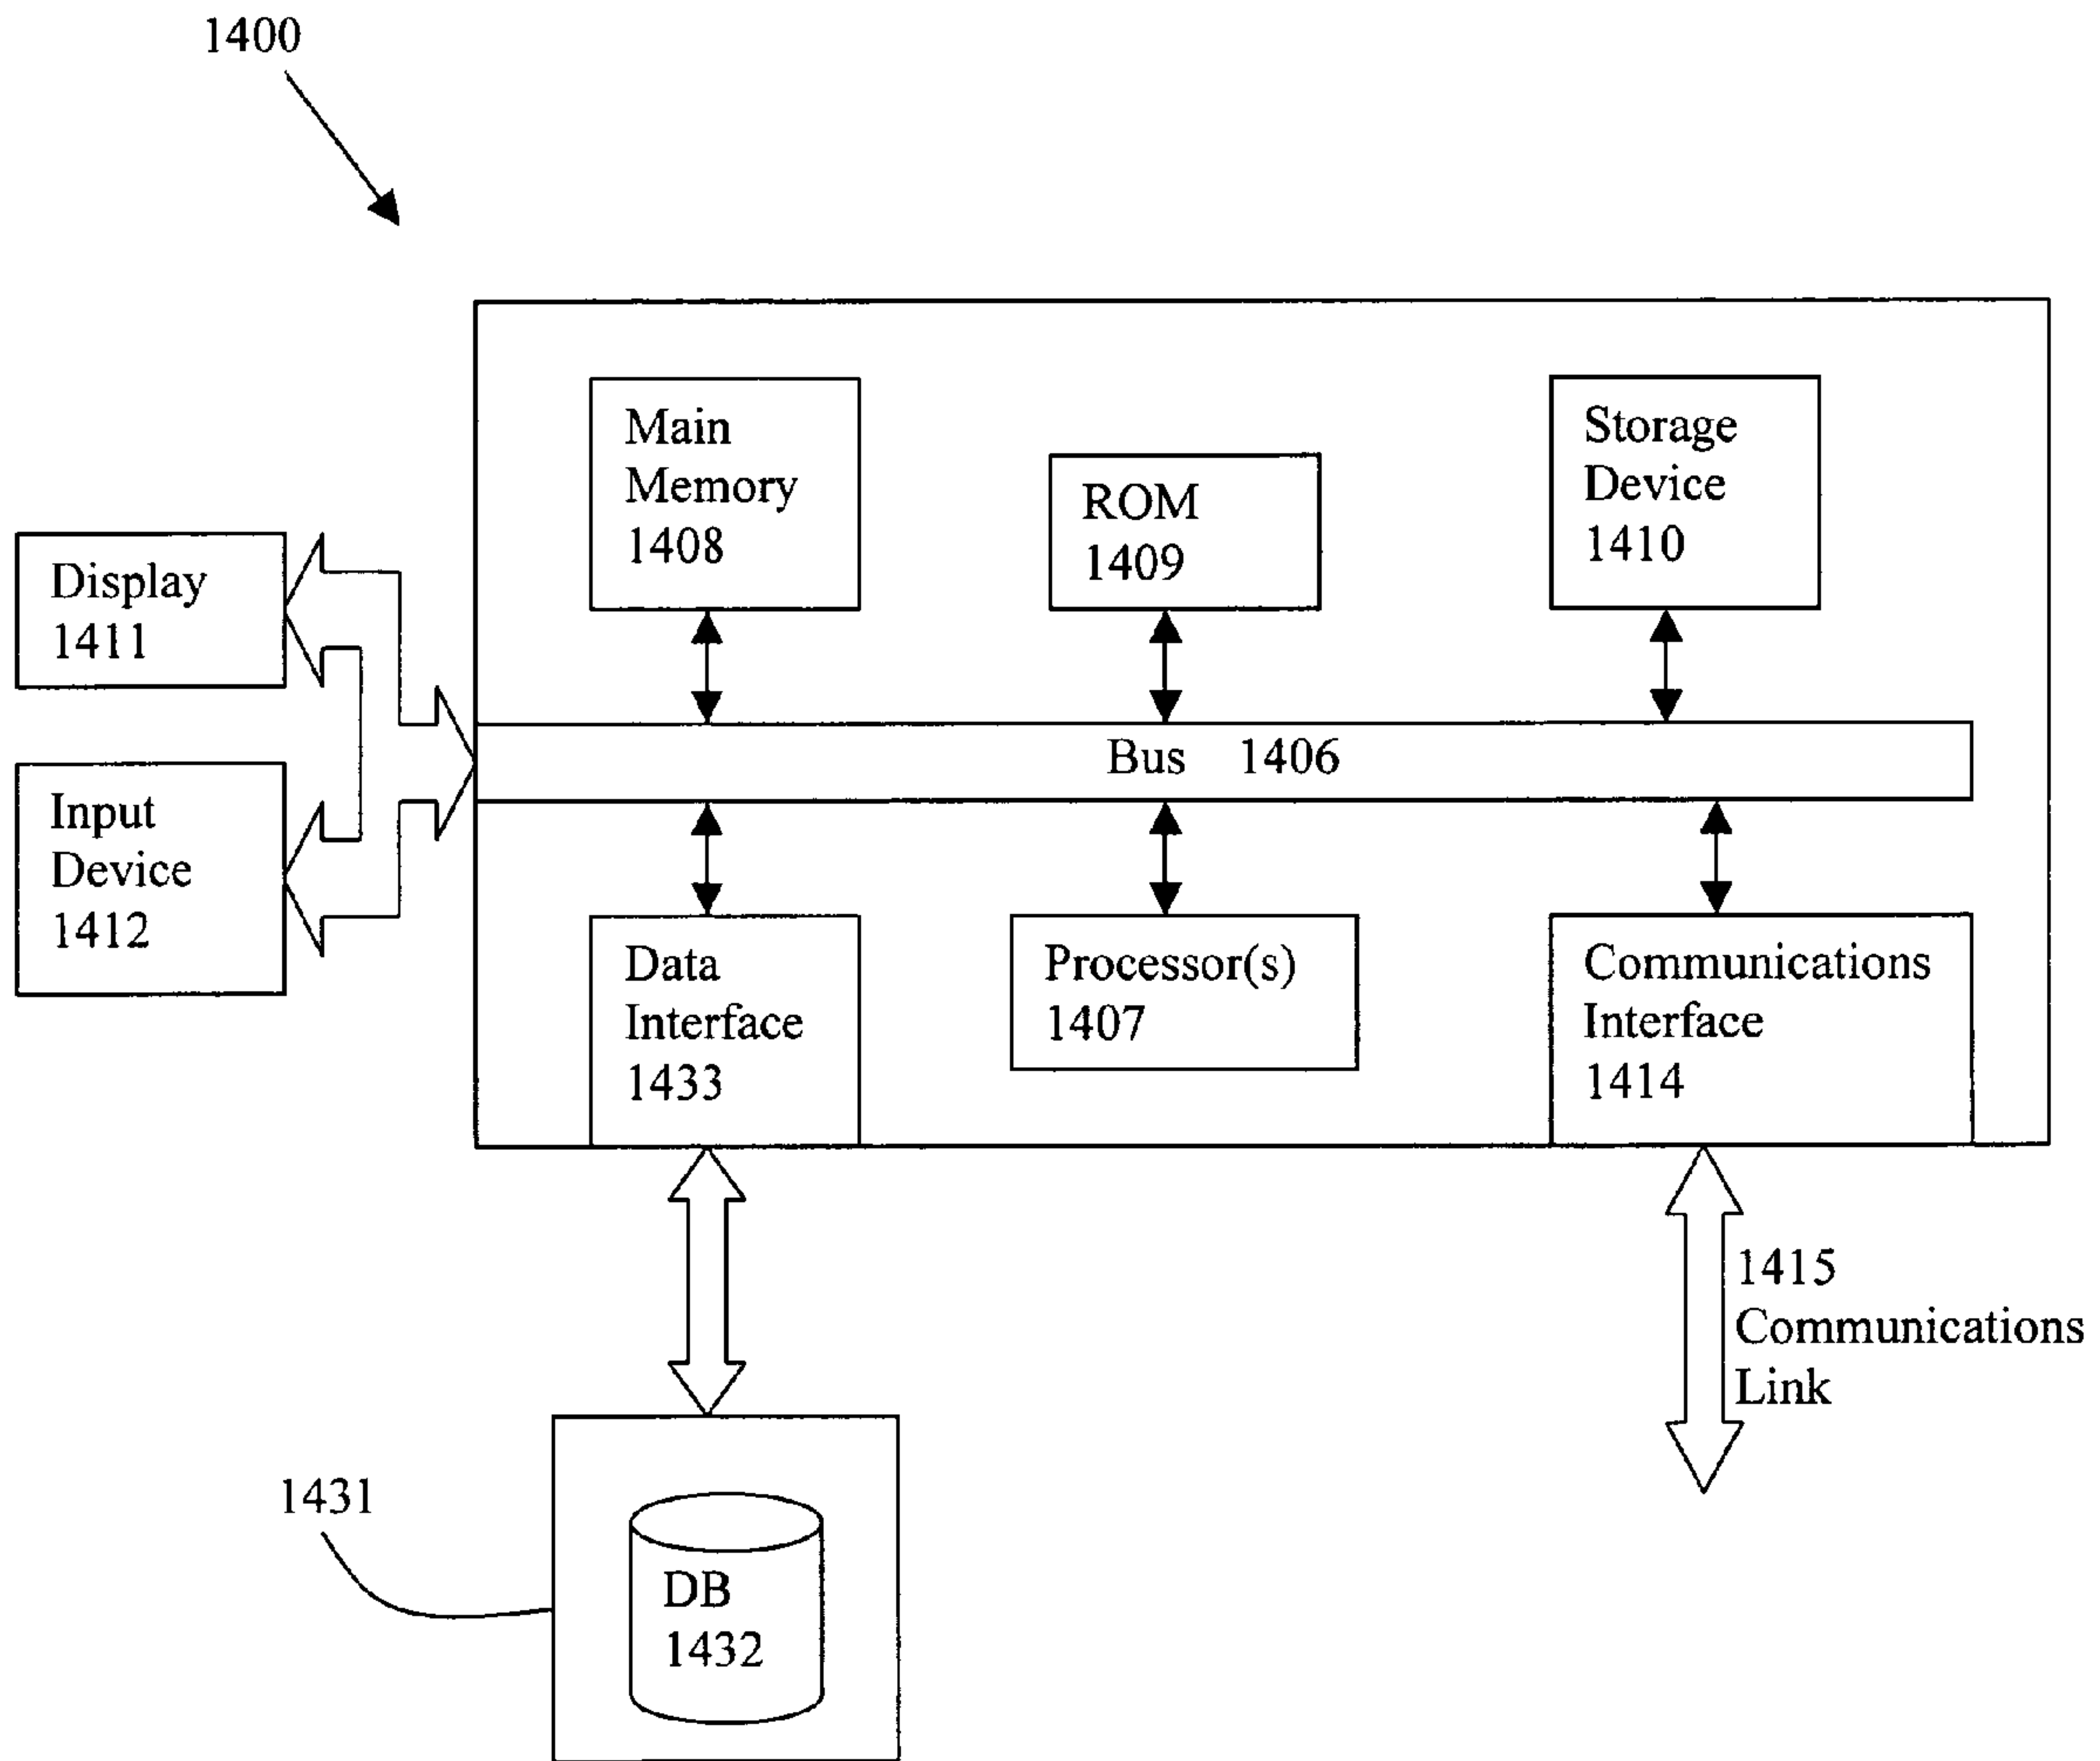 1400
Main
Memory
1408
ROM
1409
Storage
Device
1410
Display
1411
Bus 1406
Input
Device
1412
Data
Interface
1433
Processor(s)
1407
Communications
Interface
1414
1415
Communications
Link
1431
DB
1432